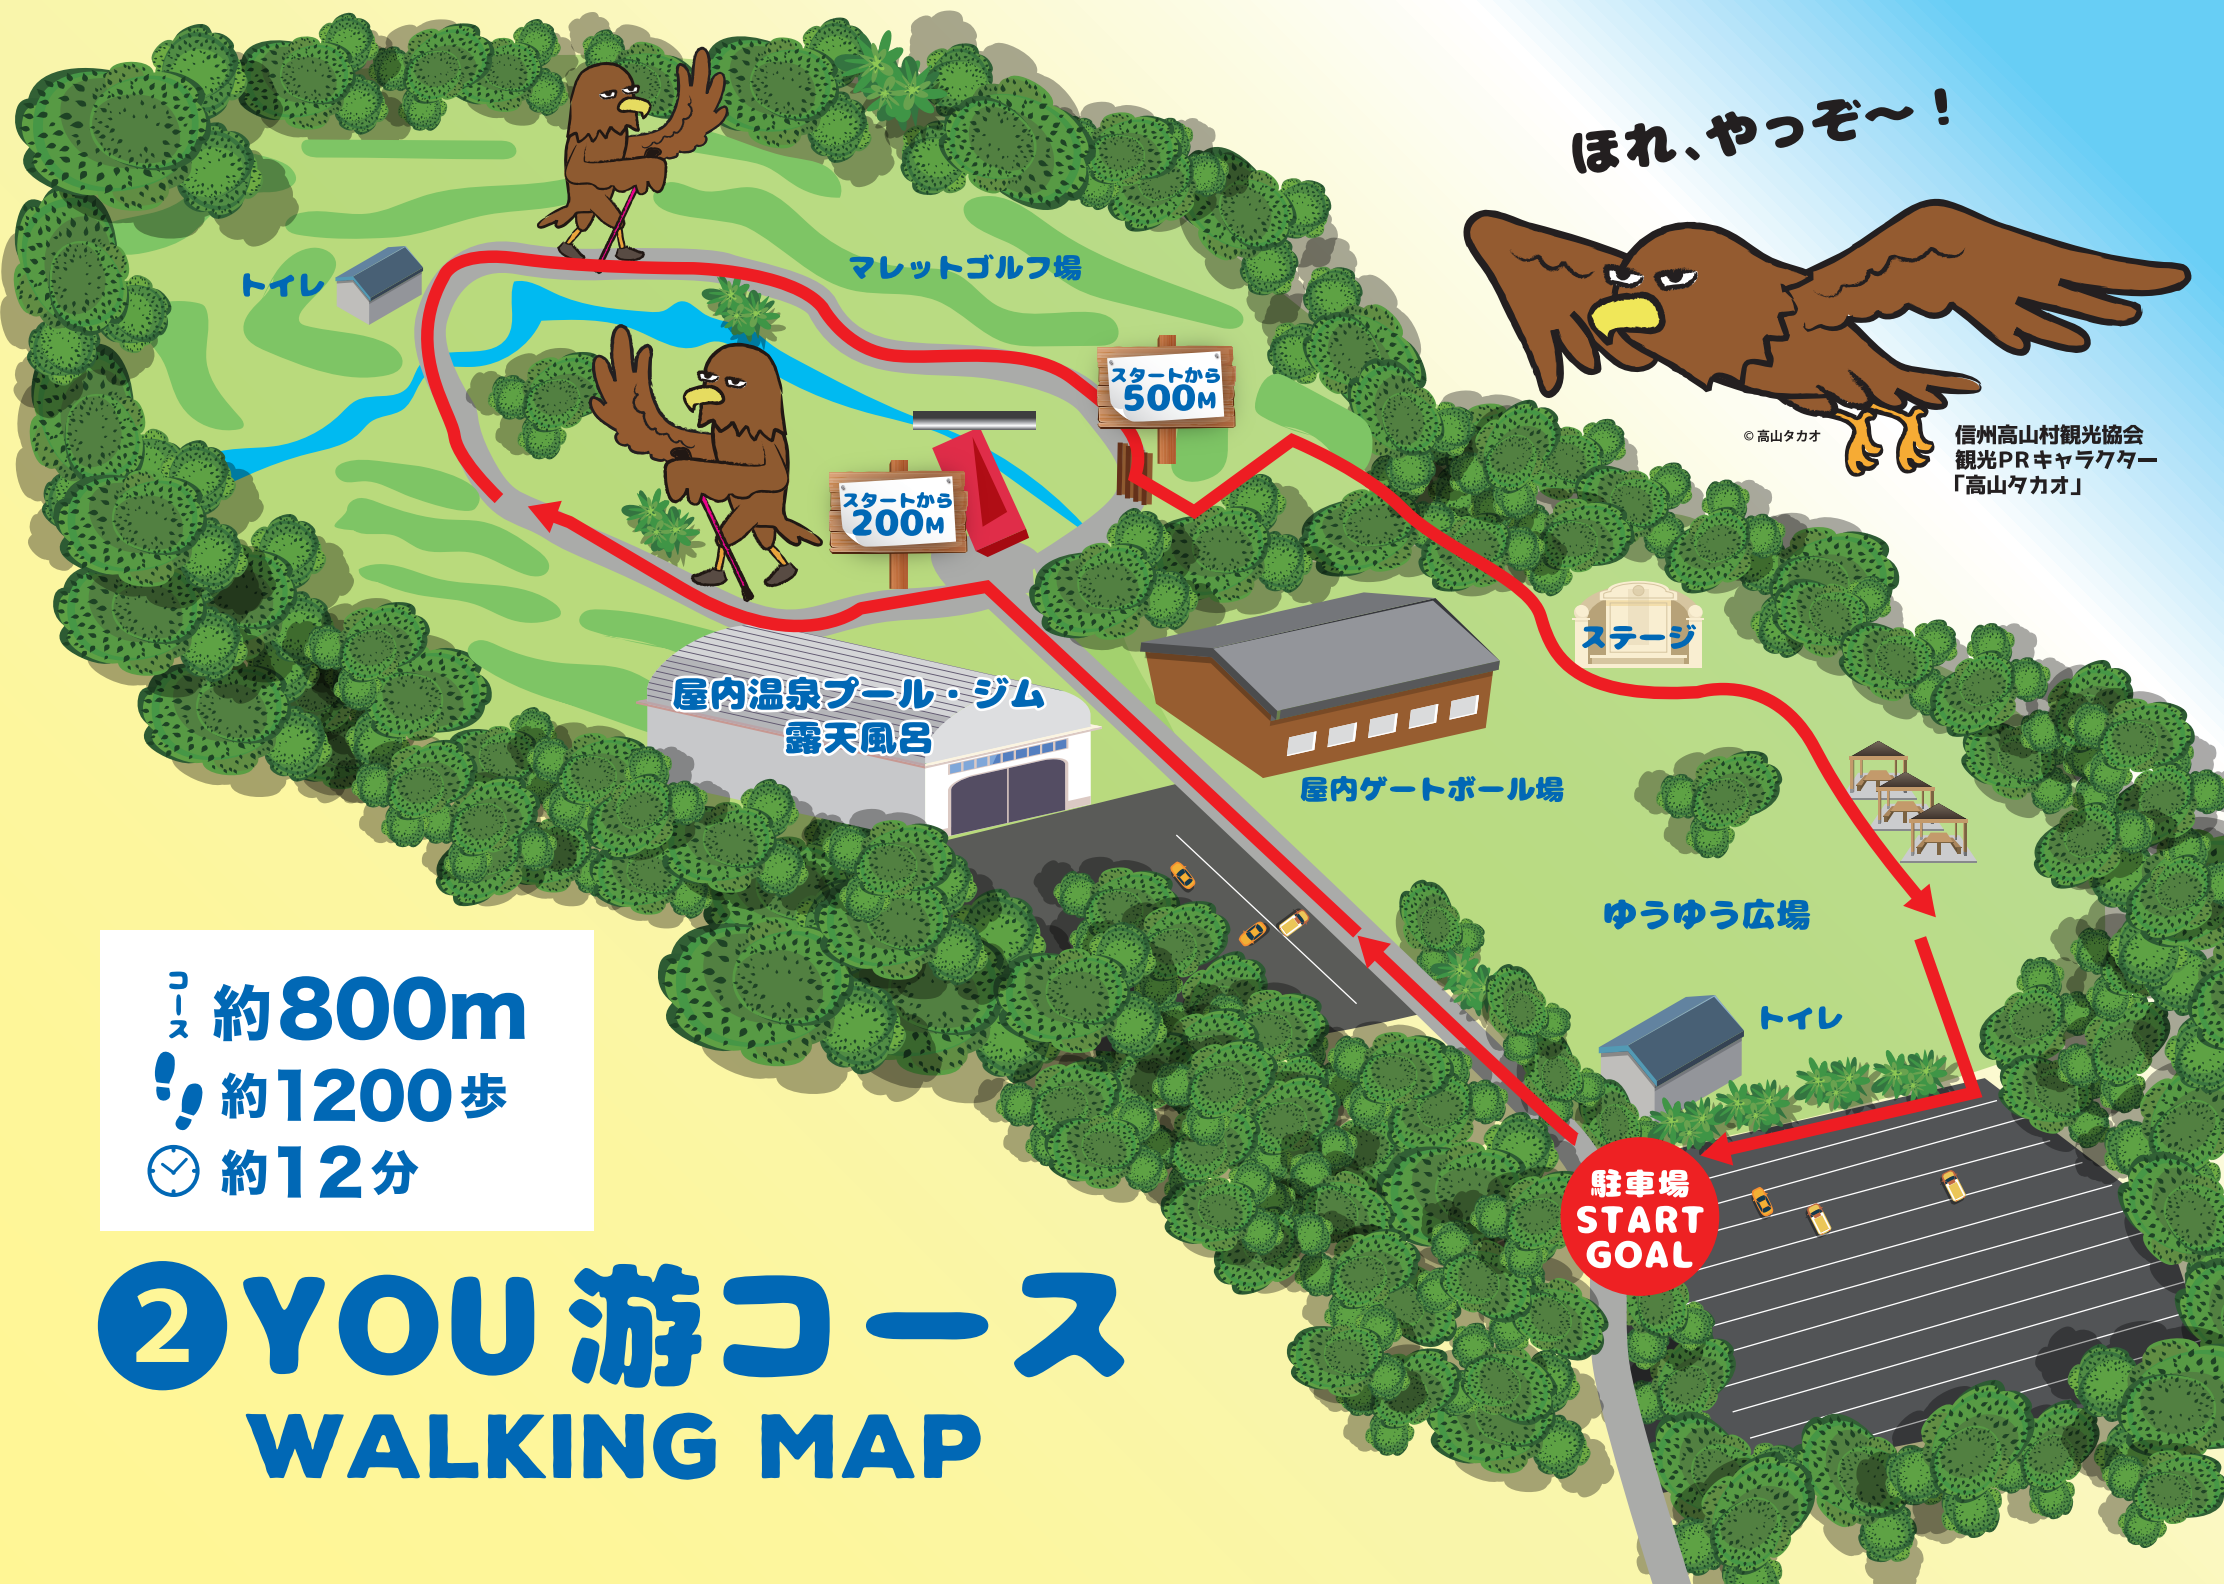 ほれ、やっぞ〜！
© 高山タカオ
信州高山村観光協会
観光PRキャラクター
「高山タカオ」
トイレ
マレットゴルフ場
スタートから
500M
スタートから
200M
ステージ
屋内温泉プール・ジム
露天風呂
屋内ゲートボール場
ゆうゆう広場
トイレ
駐車場
START
GOAL
コース 約800m
約1200歩
約12分
2 YOU游コース
WALKING MAP